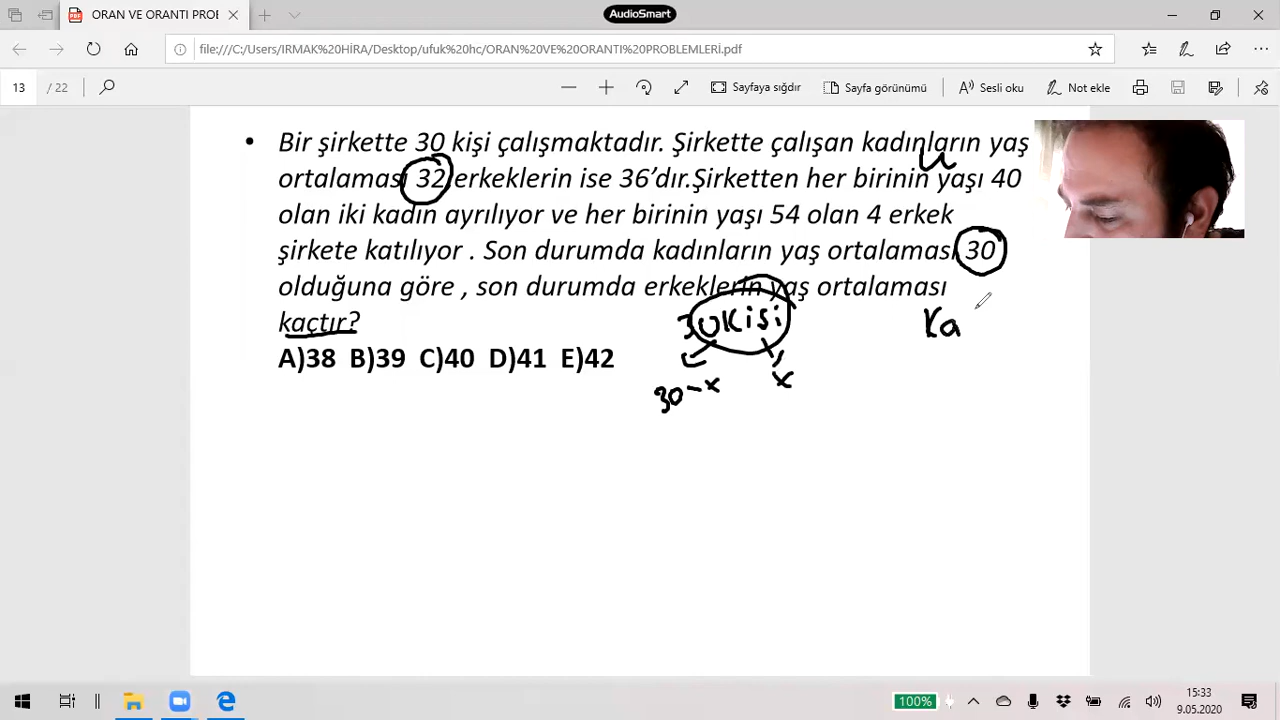 AudioSmart
ORAN VE ORANTI PROI
file:///C:/Users/IRMAK%20HİRA/Desktop/ufuk%20hc/ORAN%20VE%20ORANTI%20PROBLEMLERİ.pdf
13 / 22
Sayfaya sığdır
Sayfa görünümü
Sesli oku
Not ekle
• Bir şirkette 30 kişi çalışmaktadır. Şirkette çalışan kadınların yaş
ortalaması 32,erkeklerin ise 36’dır.Şirketten her birinin yaşı 40
olan iki kadın ayrılıyor ve her birinin yaşı 54 olan 4 erkek
şirkete katılıyor . Son durumda kadınların yaş ortalaması 30
olduğuna göre , son durumda erkeklerin yaş ortalaması
kaçtır?
A)38 B)39 C)40 D)41 E)42
30 Kişi
30-x
x
Ka
100%
15:33
9.05.2020